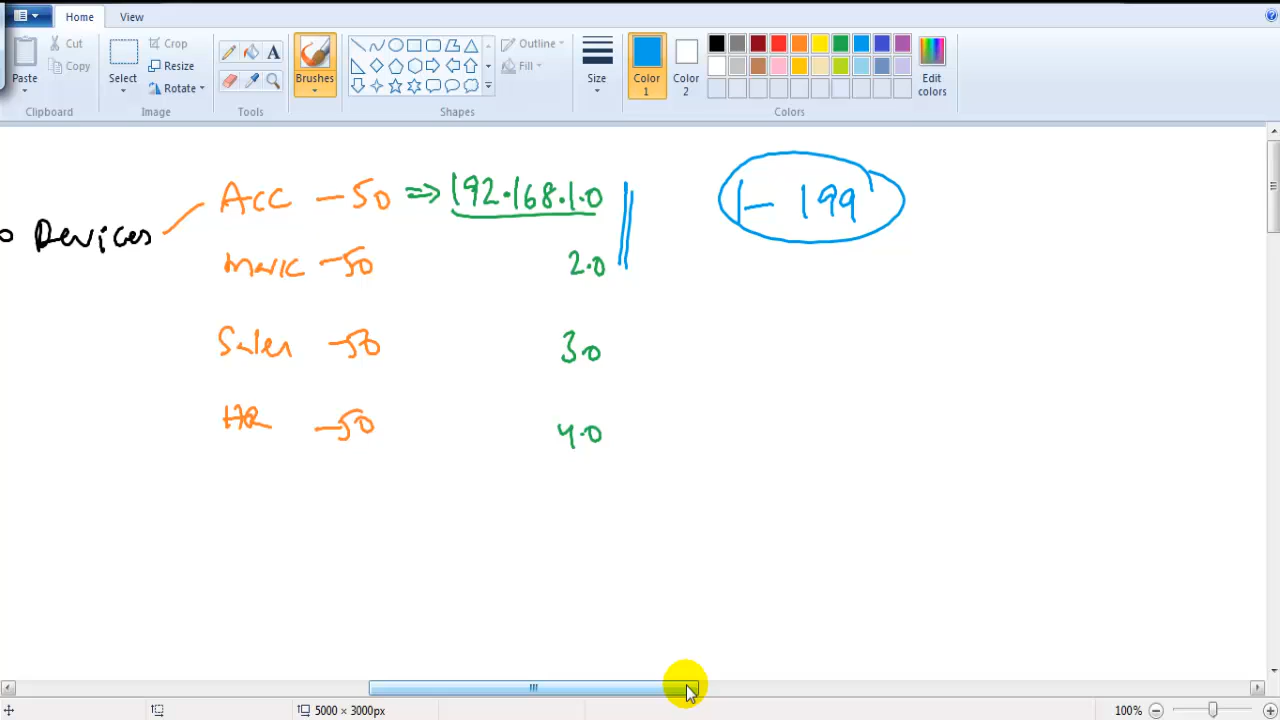 Home
View
Paste
Cut
Copy
Clipboard
Select
Crop
Resize
Rotate
Image
A
Tools
Brushes
Outline
Fill
Shapes
Size
Color 1
Color 2
Edit colors
Colors
Acc - 50 => 192.168.1.0
1 - 199
Devices
Mark - 50 2.0
Sales - 50 3.0
HR - 50 4.0
5000 × 3000px
100%